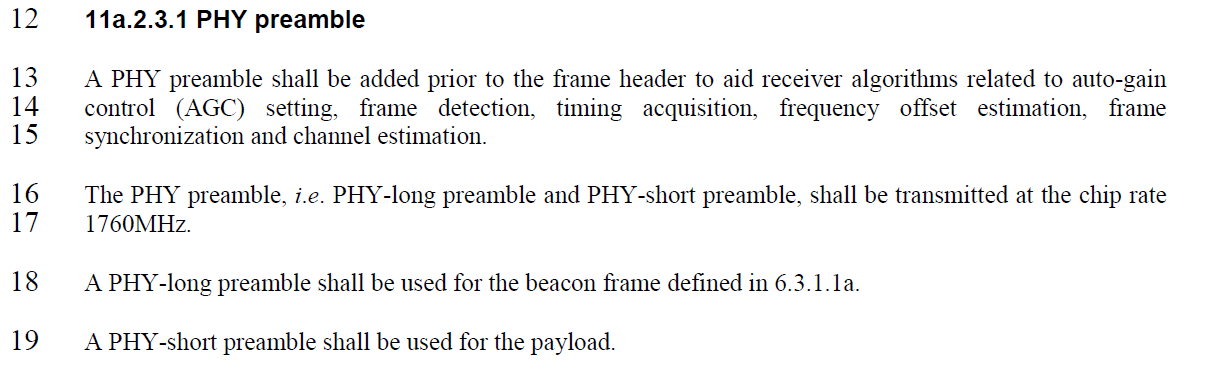 12 11a.2.3.1 PHY preamble
13 A PHY preamble shall be added prior to the frame header to aid receiver algorithms related to auto-gain
14 control (AGC) setting, frame detection, timing acquisition, frequency offset estimation, frame
15 synchronization and channel estimation.
16 The PHY preamble, i.e. PHY-long preamble and PHY-short preamble, shall be transmitted at the chip rate
17 1760MHz.
18 A PHY-long preamble shall be used for the beacon frame defined in 6.3.1.1a.
19 A PHY-short preamble shall be used for the payload.